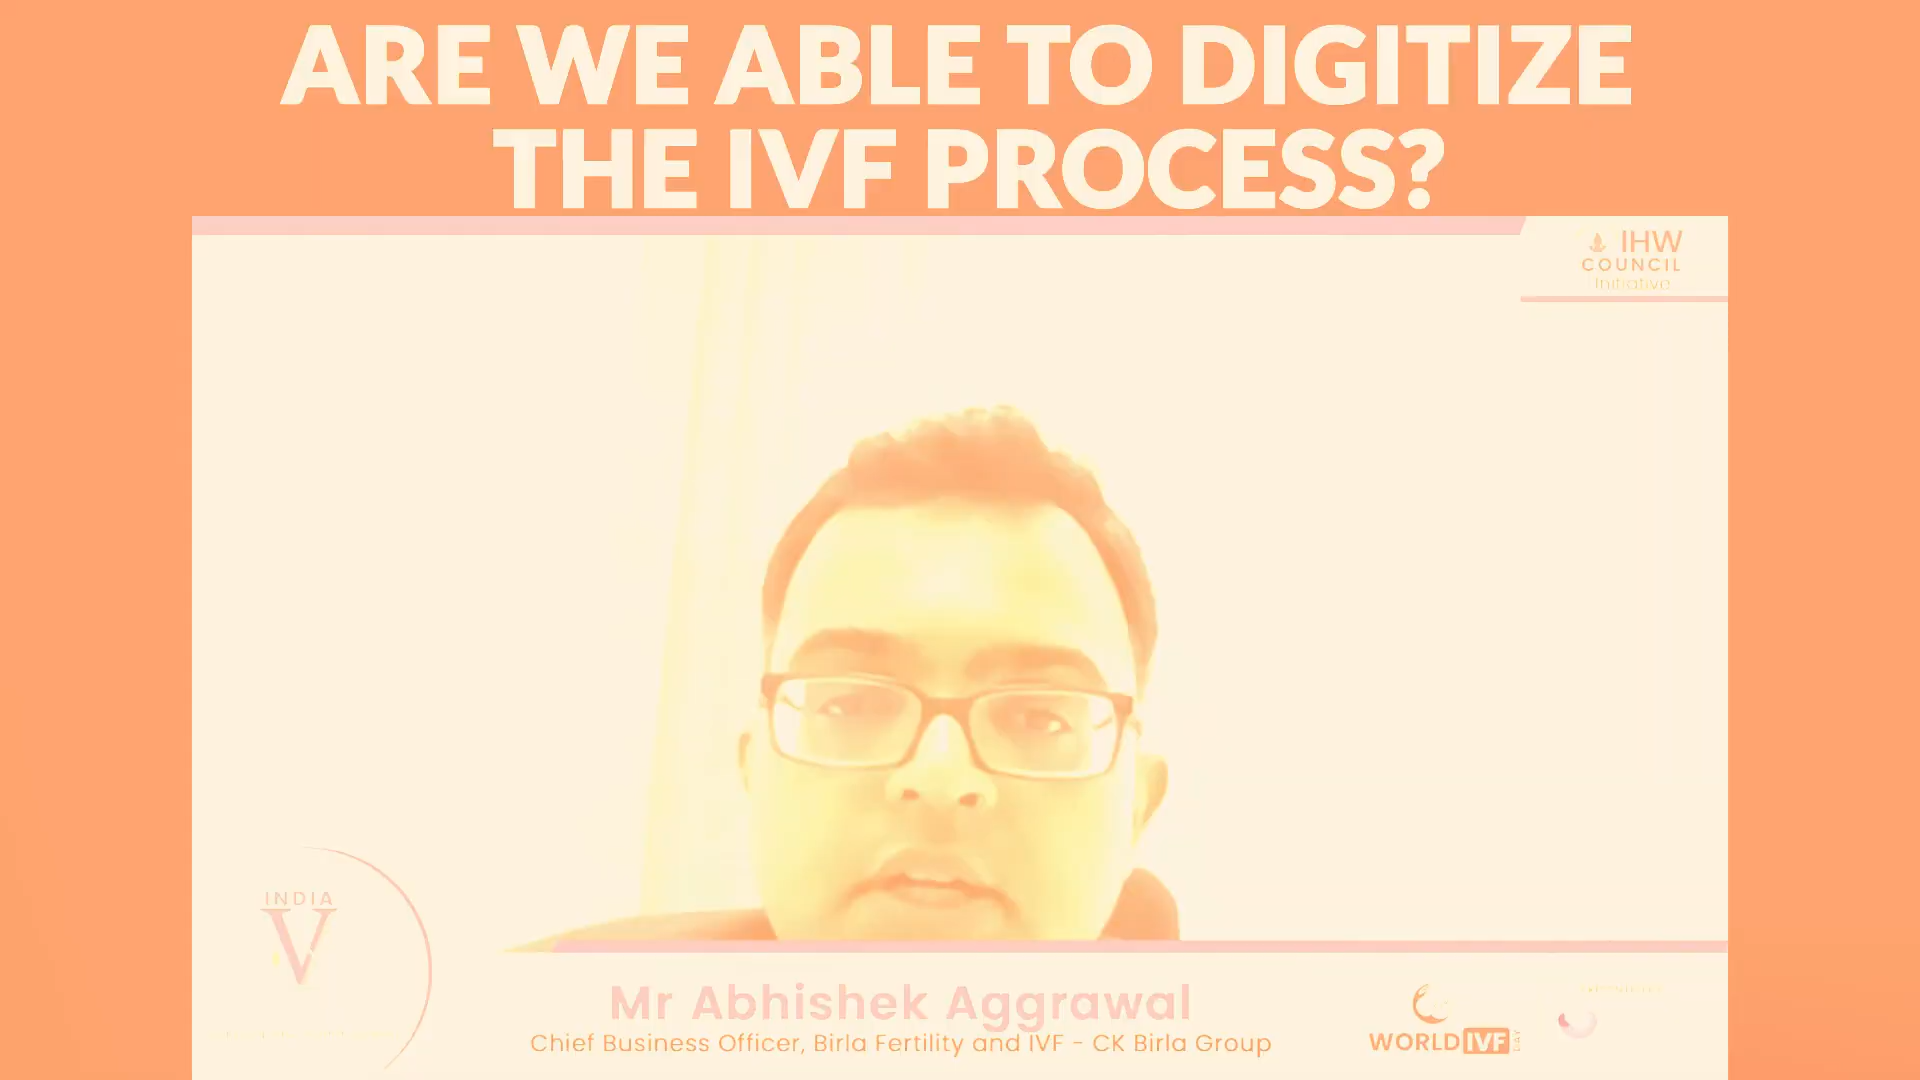 ARE WE ABLE TO DIGITIZE
THE IVF PROCESS?
IHW
COUNCIL
Initiative
INDIA
V
Mr Abhishek Aggrawal
Chief Business Officer, Birla Fertility and IVF - CK Birla Group
WORLD IVF DAY